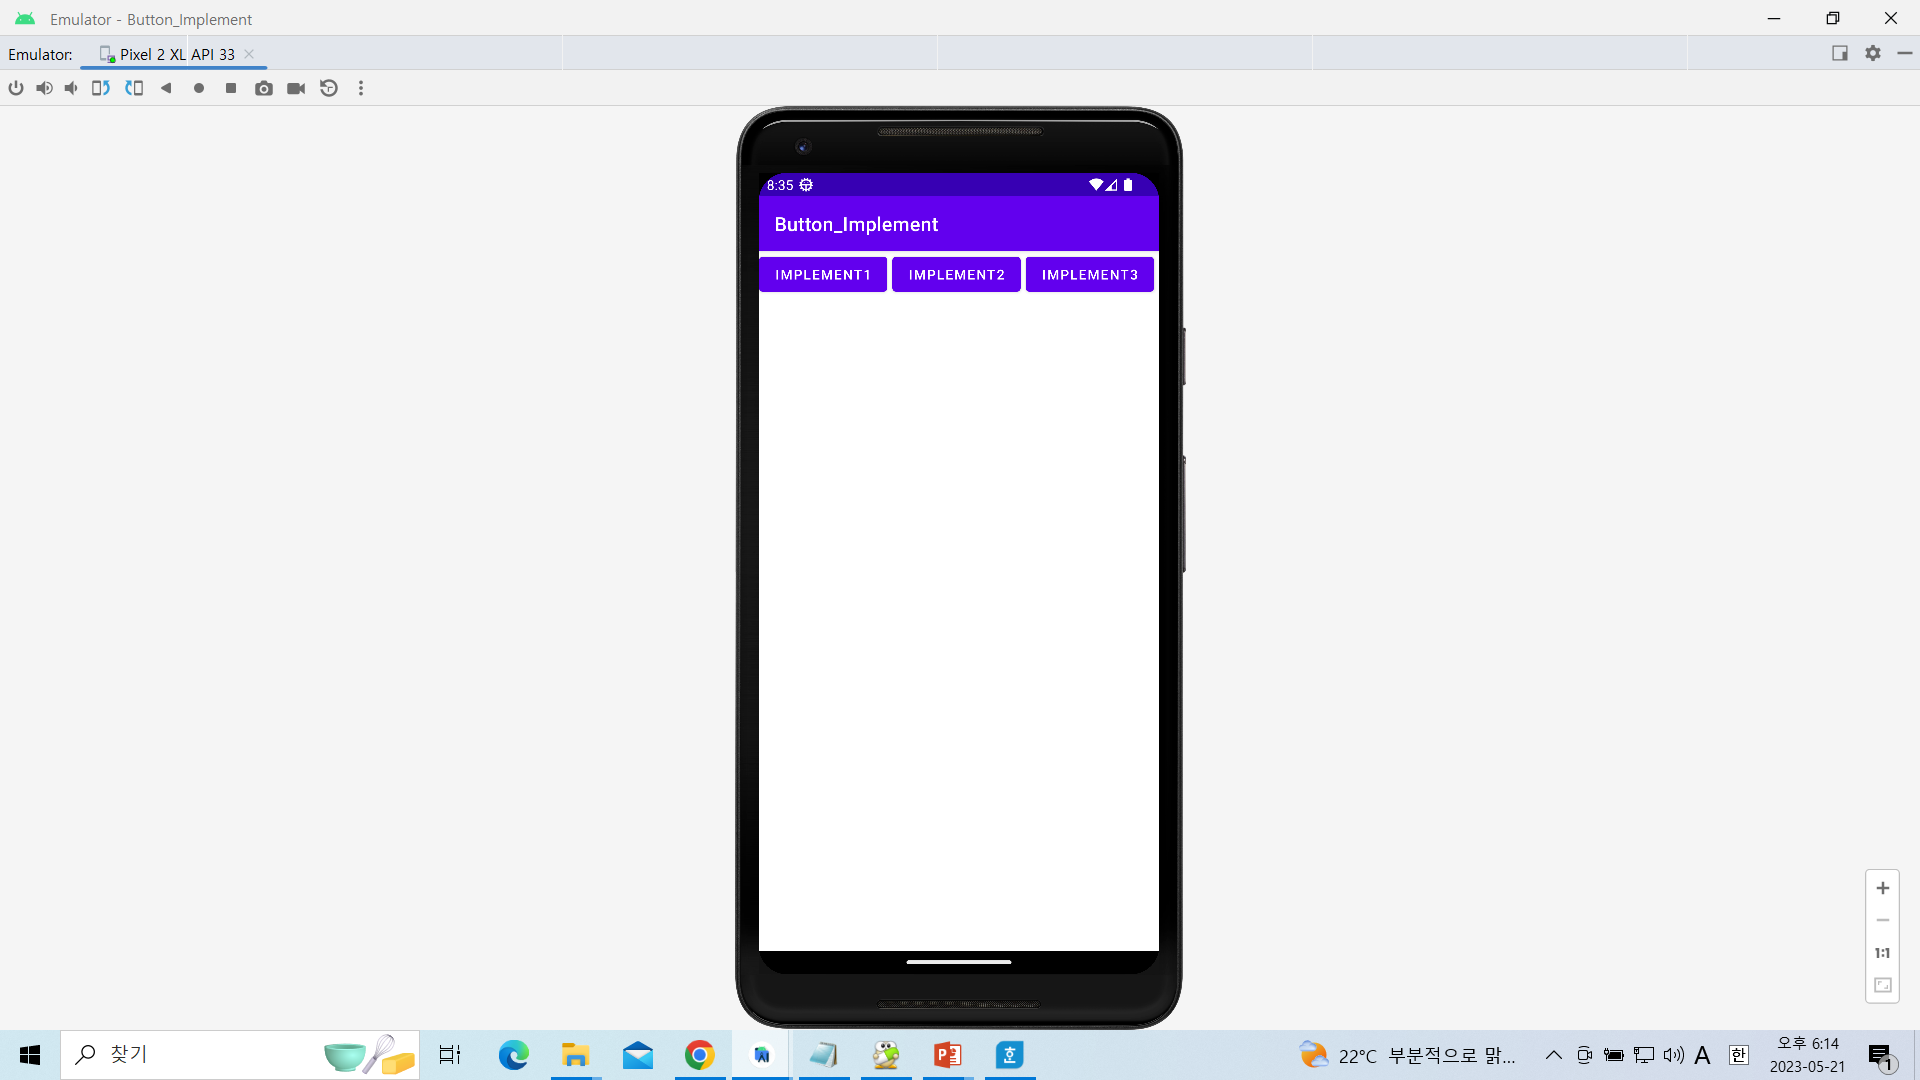 Emulator - Button_Implement
Emulator: Pixel 2 XL API 33
8:35
Button_Implement
IMPLEMENT1 IMPLEMENT2 IMPLEMENT3
1:1
찾기
22°C 부분적으로 맑...
A
한
오후 6:14
2023-05-21
1